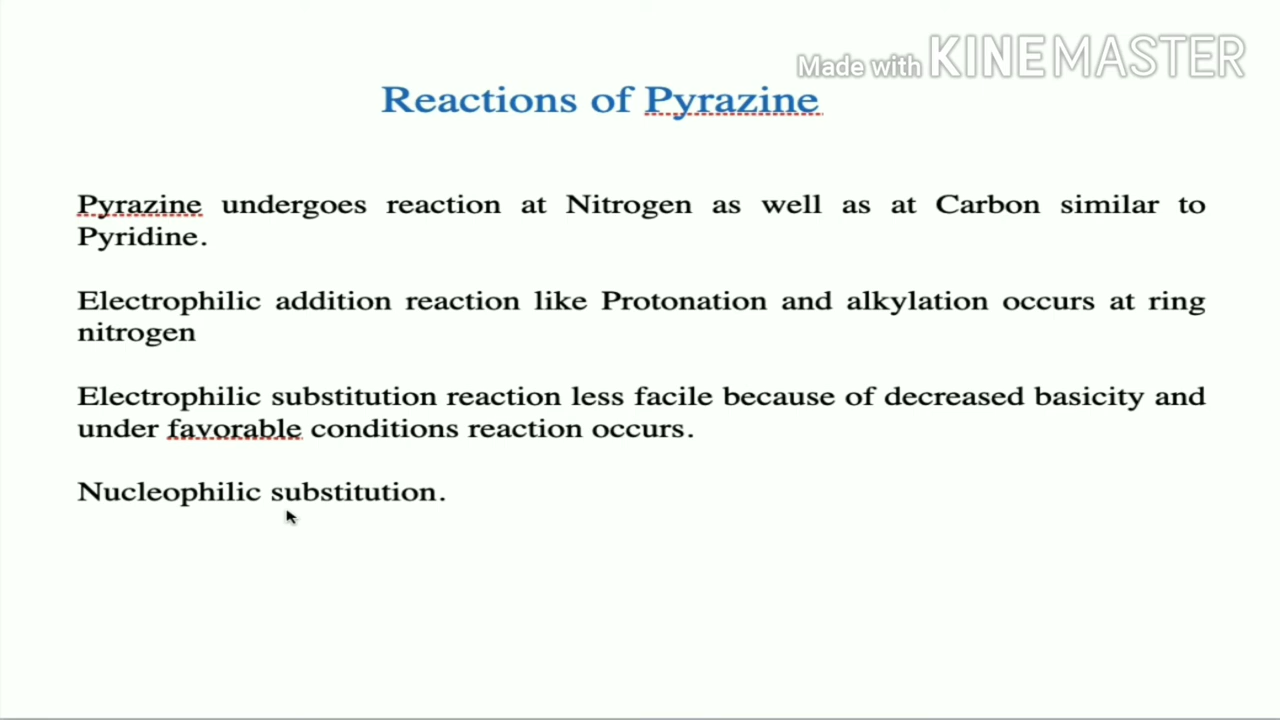 Made with KINEMASTER
Reactions of Pyrazine
Pyrazine undergoes reaction at Nitrogen as well as at Carbon similar to
Pyridine.
Electrophilic addition reaction like Protonation and alkylation occurs at ring
nitrogen
Electrophilic substitution reaction less facile because of decreased basicity and
under favorable conditions reaction occurs.
Nucleophilic substitution.